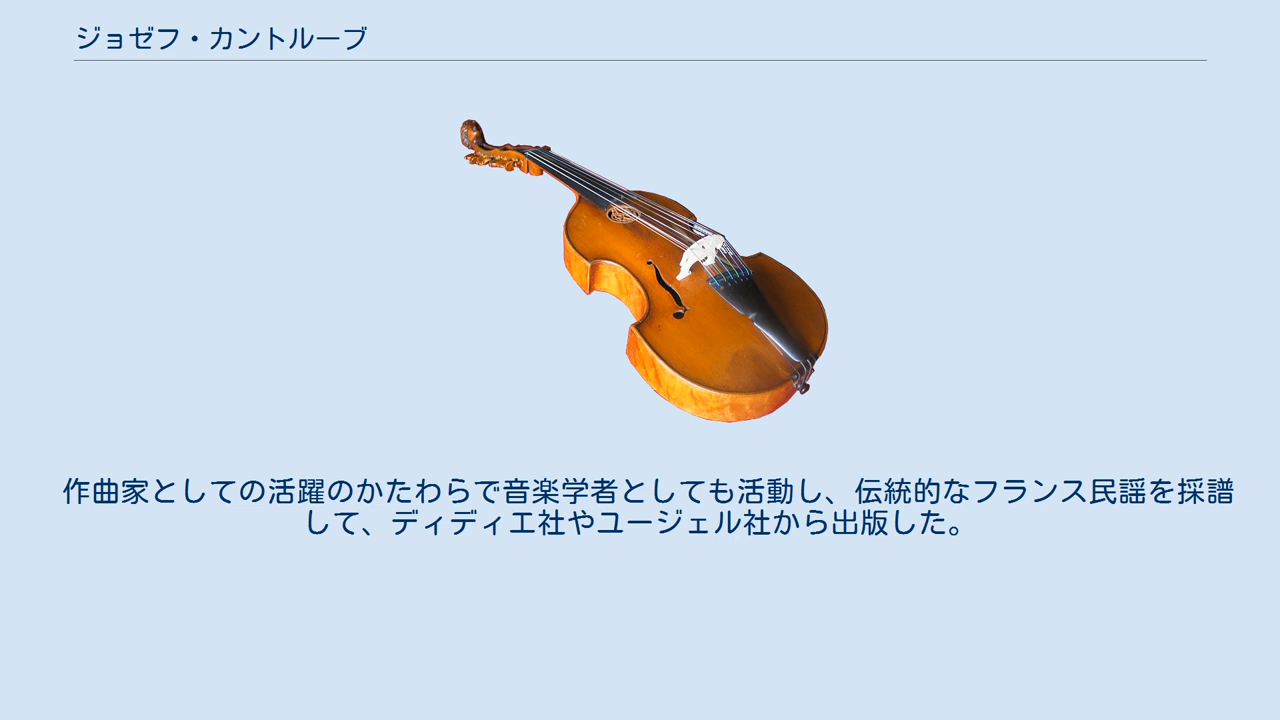 ジョゼフ・カントルーブ
作曲家としての活躍のかたわらで音楽学者としても活動し、伝統的なフランス民謡を採譜
して、ディディエ社やユージェル社から出版した。